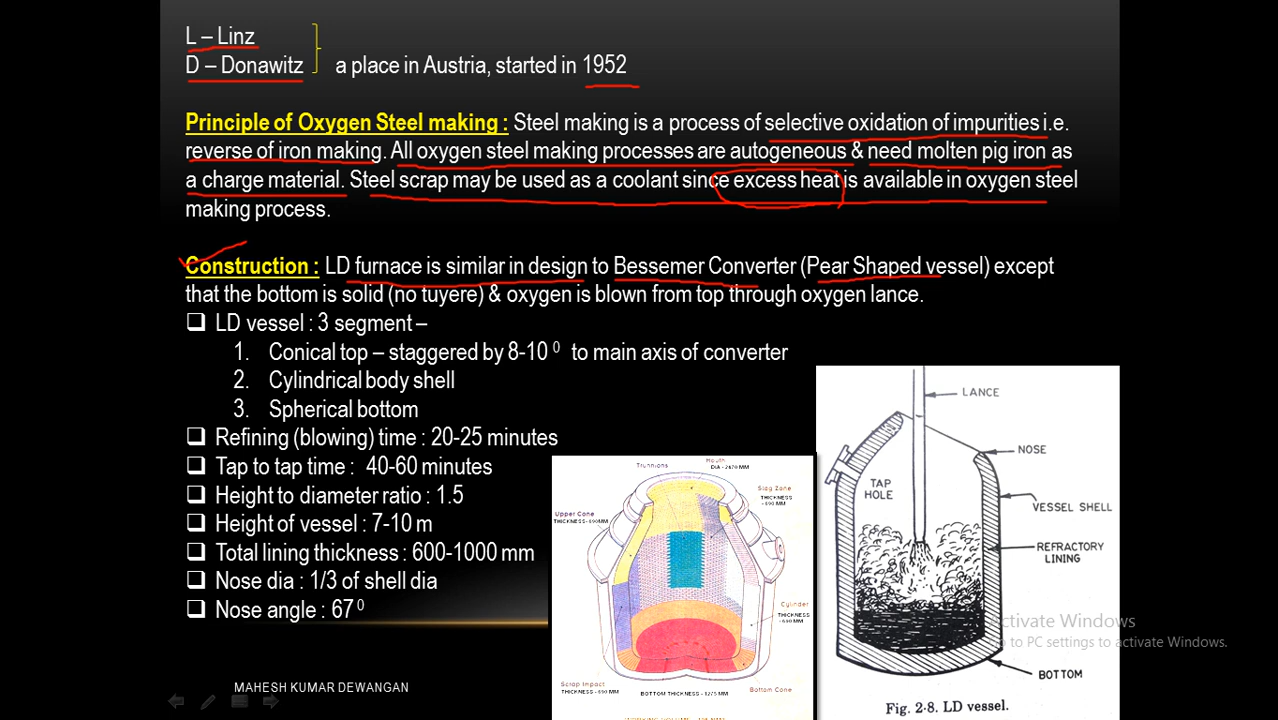 L – Linz
D – Donawitz
a place in Austria, started in 1952
Principle of Oxygen Steel making : Steel making is a process of selective oxidation of impurities i.e.
reverse of iron making. All oxygen steel making processes are autogeneous & need molten pig iron as
a charge material. Steel scrap may be used as a coolant since excess heat is available in oxygen steel
making process.
Construction : LD furnace is similar in design to Bessemer Converter (Pear Shaped vessel) except
that the bottom is solid (no tuyere) & oxygen is blown from top through oxygen lance.
❑ LD vessel : 3 segment –
1. Conical top – staggered by 8-10 ⁰ to main axis of converter
2. Cylindrical body shell
3. Spherical bottom
❑ Refining (blowing) time : 20-25 minutes
❑ Tap to tap time : 40-60 minutes
❑ Height to diameter ratio : 1.5
❑ Height of vessel : 7-10 m
❑ Total lining thickness : 600-1000 mm
❑ Nose dia : 1/3 of shell dia
❑ Nose angle : 67 ⁰
Trunnions
Mouth
Slag Zone
THICKNESS
Upper Cone
Cylinder
THICKNESS
Scrap Impact
BOTTOM THICKNESS
Bottom Cone
LANCE
NOSE
TAP
HOLE
VESSEL SHELL
REFRACTORY
LINING
BOTTOM
Fig. 2·8. LD vessel.
Activate Windows
to PC settings to activate Windows.
MAHESH KUMAR DEWANGAN